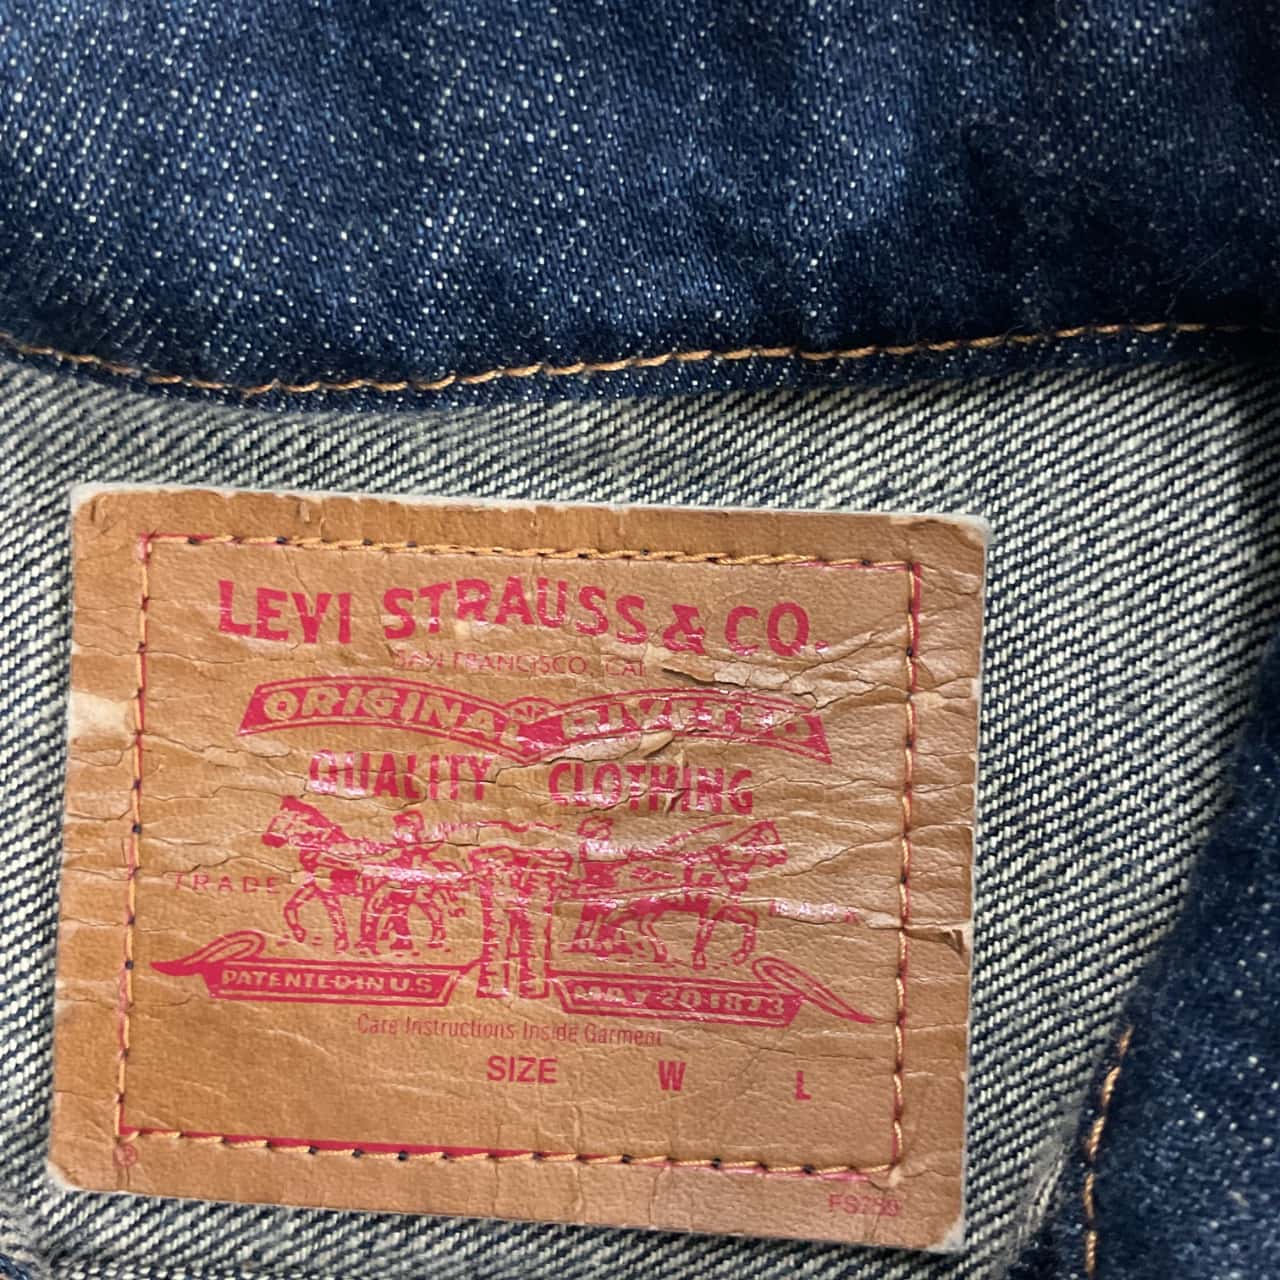 LEVI STRAUSS & CO.
SAN FRANCISCO, CAL
ORIGINAL RIVETED
QUALITY CLOTHING
TRADE MARK
PATENTED IN U.S. MAY 20 1873
Care Instructions Inside Garment
SIZE W L
®